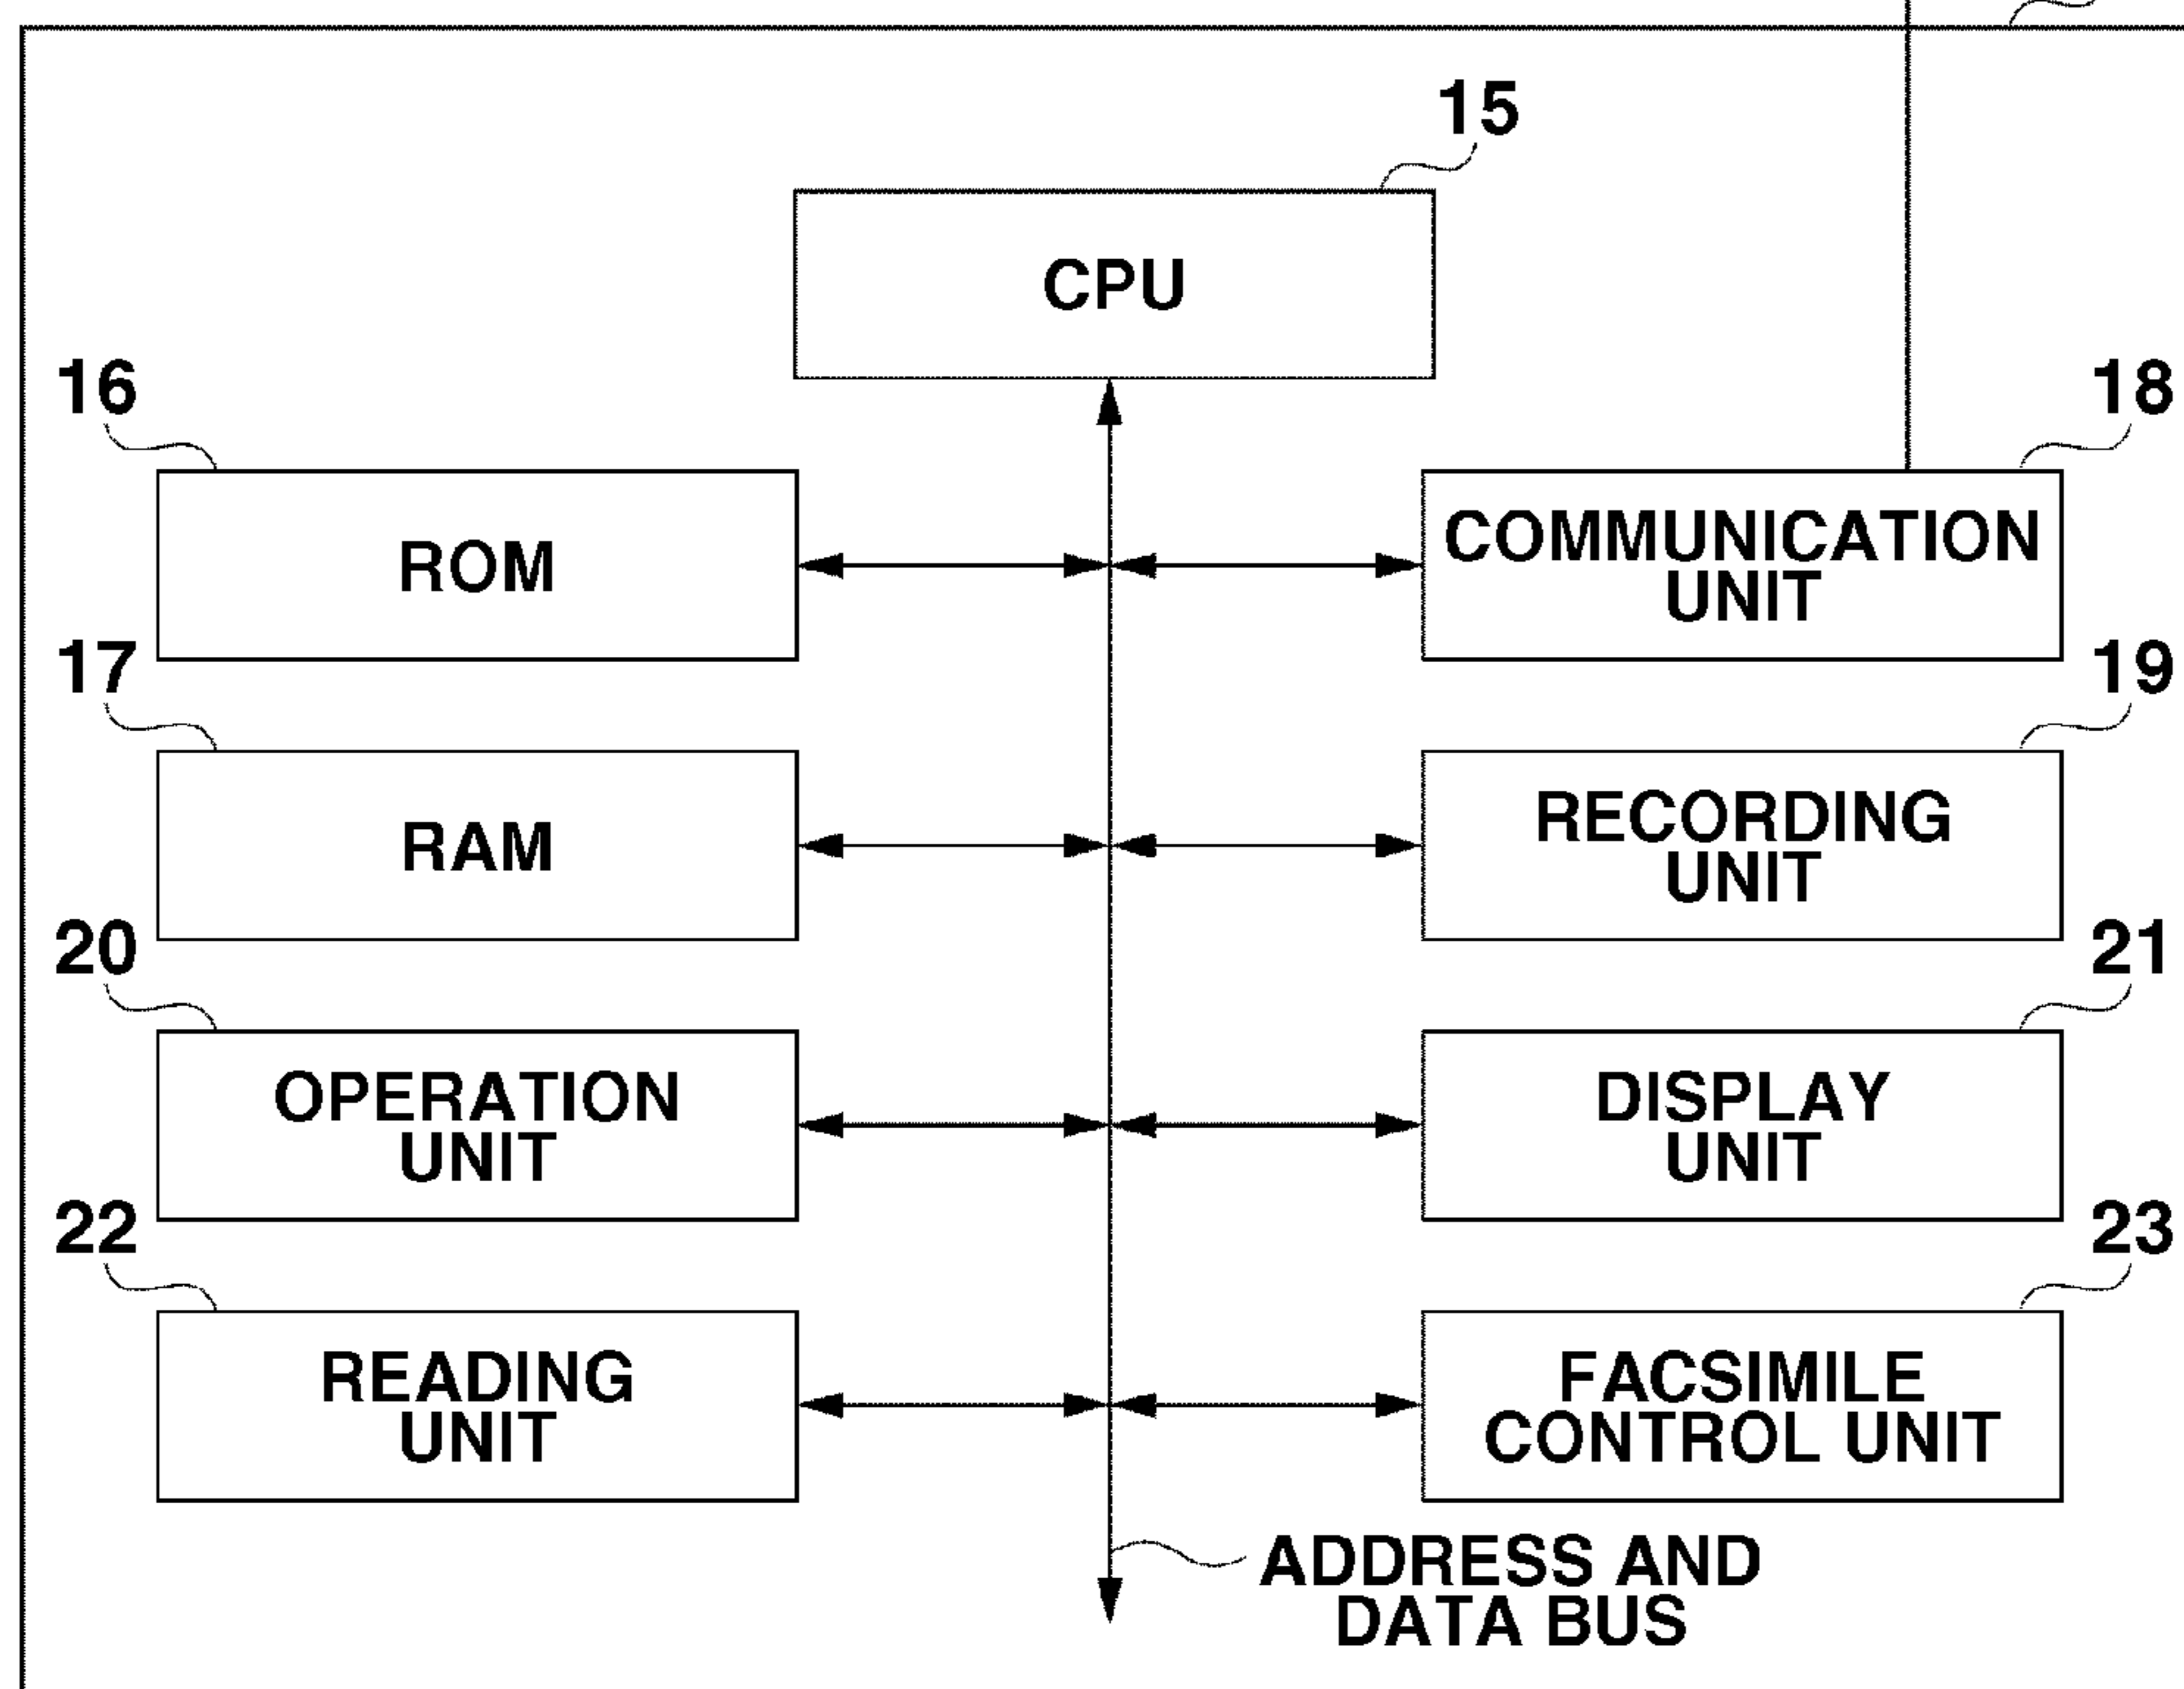 15
CPU
16
18
ROM
COMMUNICATION
UNIT
17
19
RAM
RECORDING
UNIT
20
21
OPERATION
UNIT
DISPLAY
UNIT
22
23
READING
UNIT
FACSIMILE
CONTROL UNIT
ADDRESS AND
DATA BUS